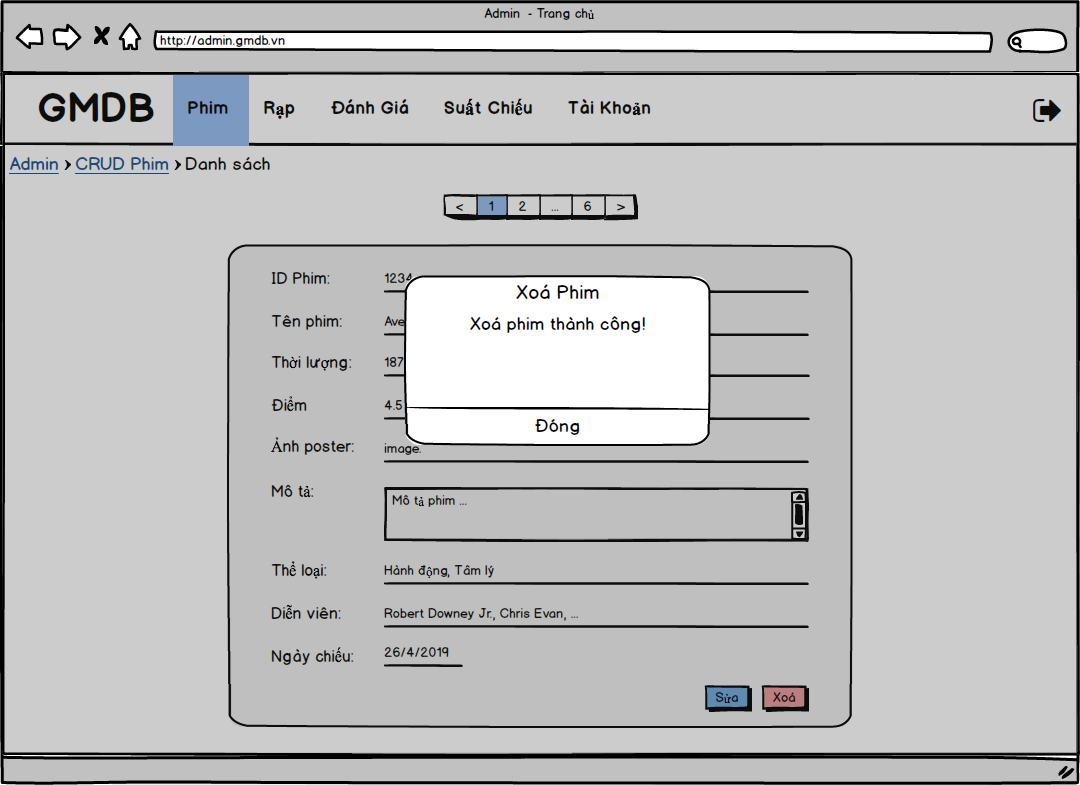 Admin - Trang chủ
http://admin.gmdb.vn
GMDB Phim Rạp Đánh Giá Suất Chiếu Tài Khoản
Admin > CRUD Phim > Danh sách
< 1 2 ... 6 >
ID Phim: 1234
Xoá Phim
Tên phim: Ave
Xoá phim thành công!
Thời lượng: 187
Điểm 4.5
Đóng
Ảnh poster: image.
Mô tả: Mô tả phim ...
Thể loại: Hành động, Tâm lý
Diễn viên: Robert Downey Jr., Chris Evan, ...
Ngày chiếu: 26/4/2019
Sửa Xoá